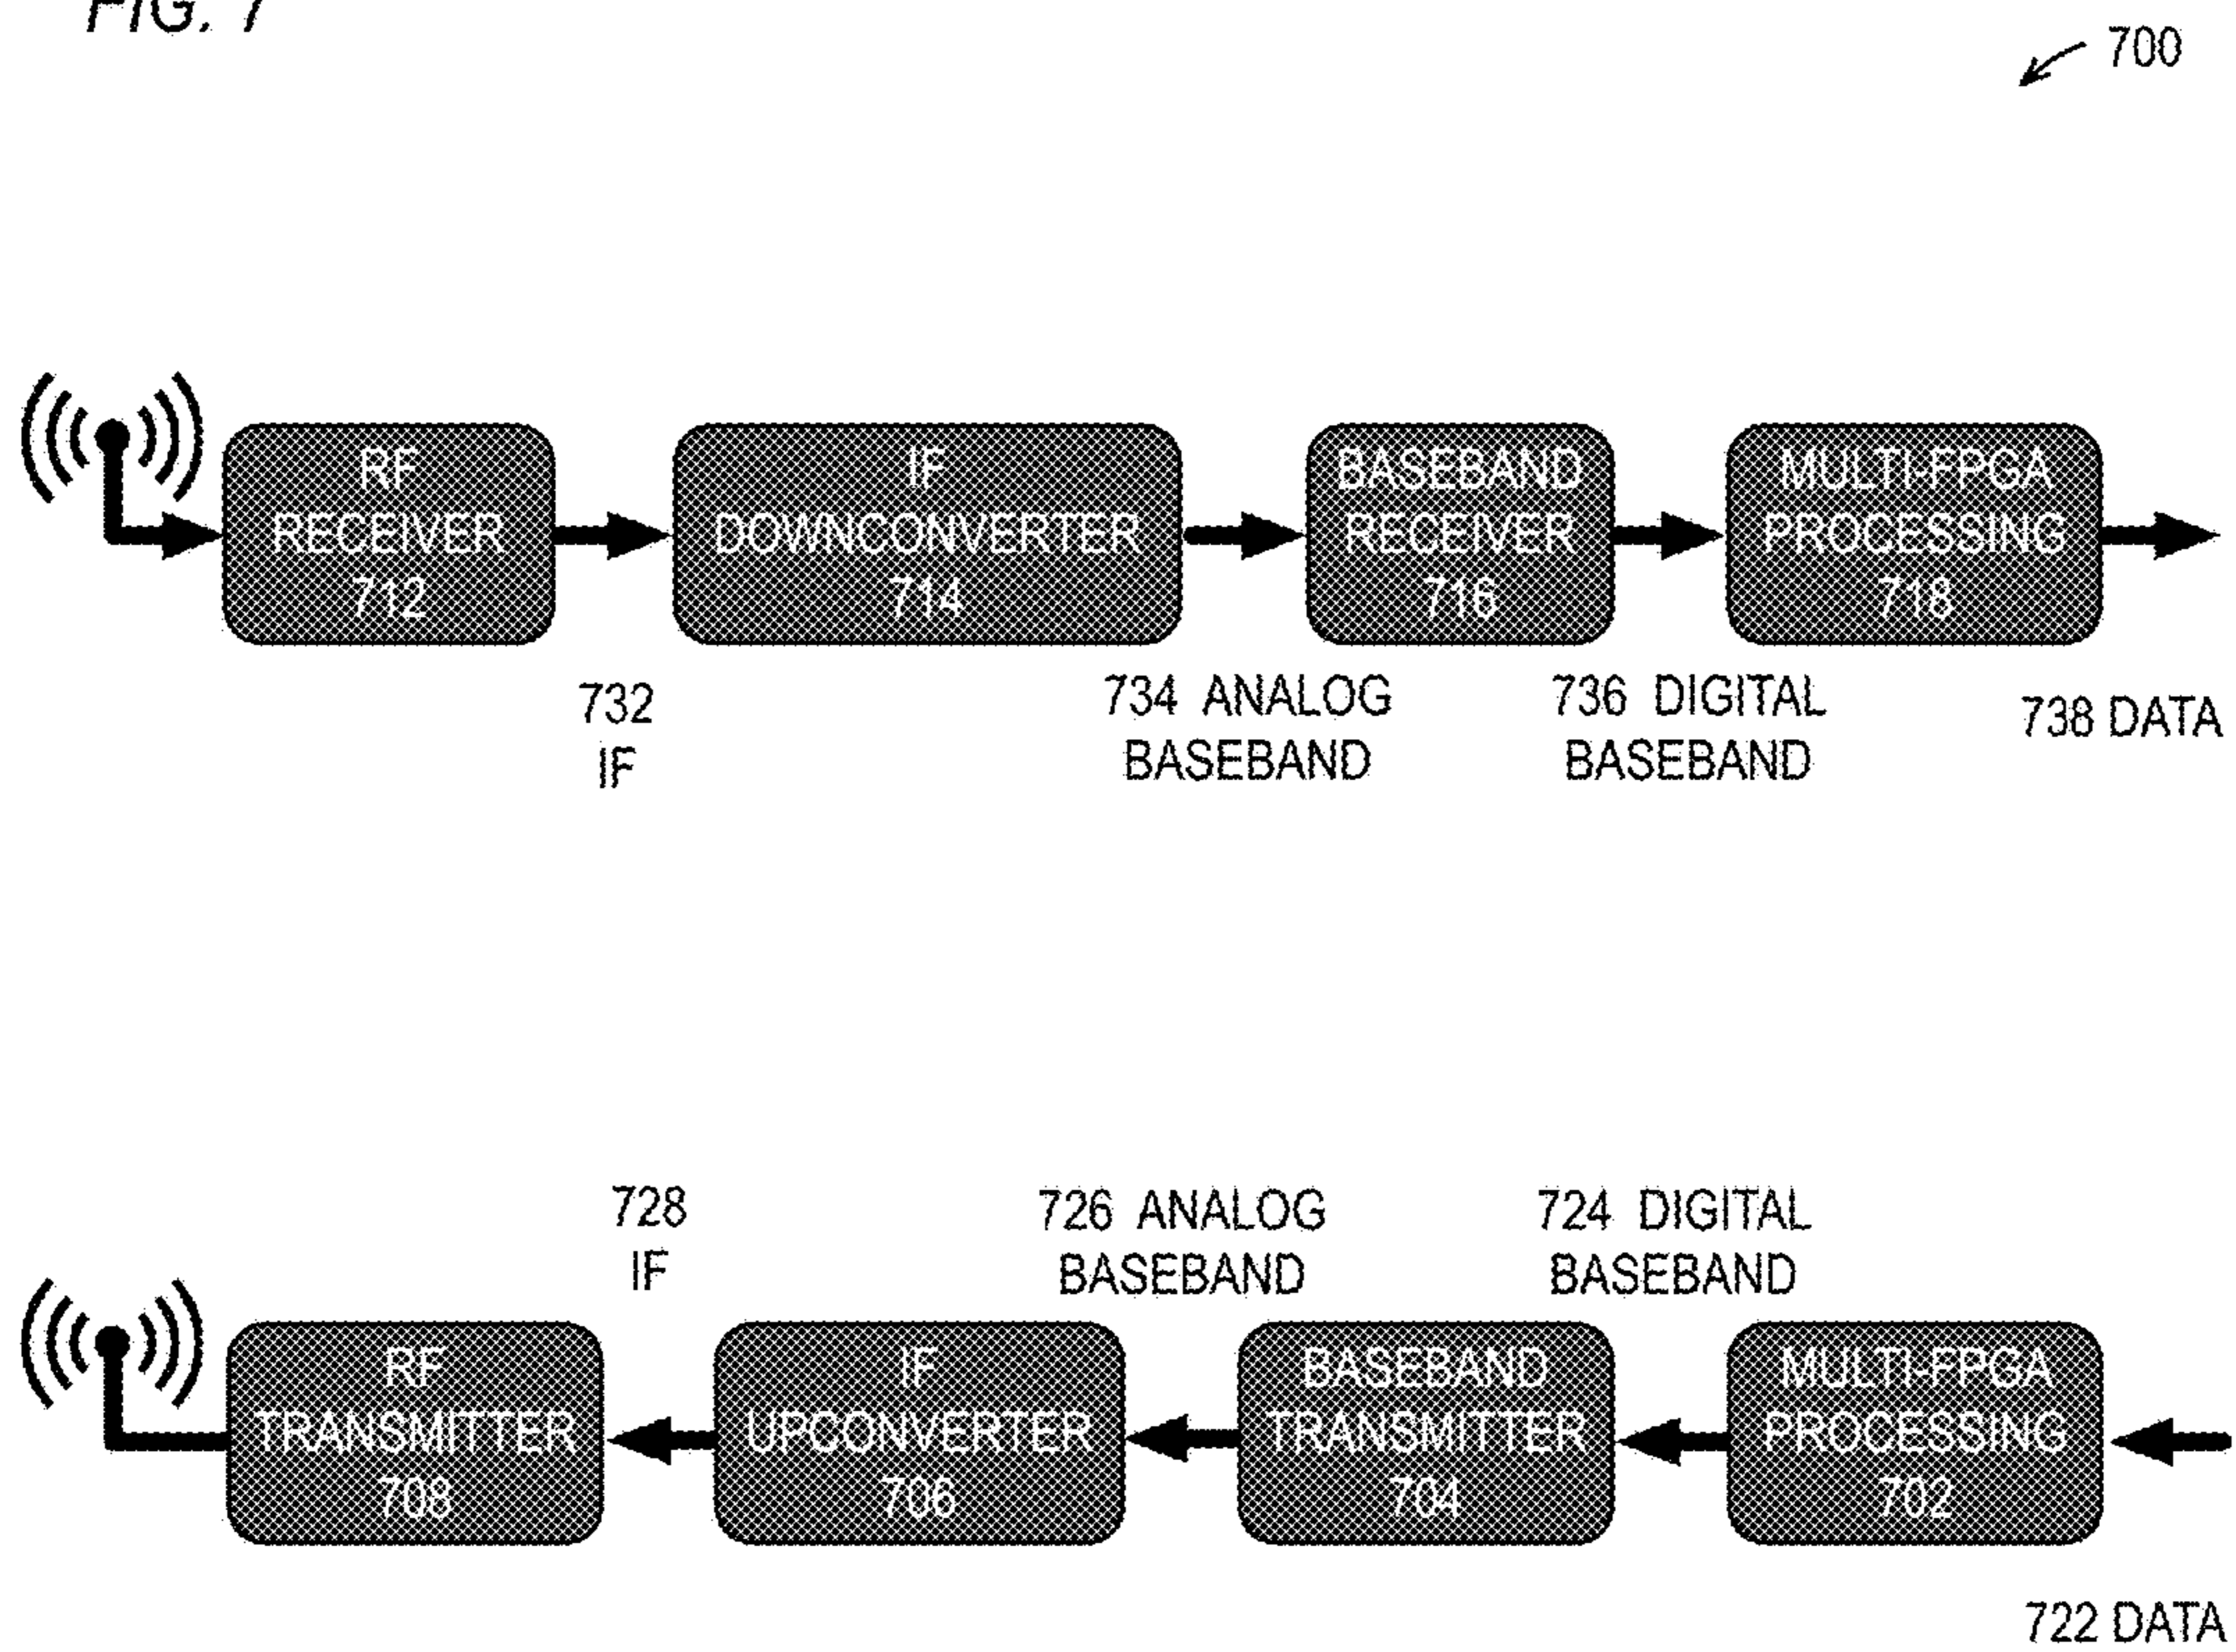 FIG. 7
700
RF
RECEIVER
712
IF
DOWNCONVERTER
714
BASEBAND
RECEIVER
716
MULTI-FPGA
PROCESSING
718
732
IF
734 ANALOG
BASEBAND
736 DIGITAL
BASEBAND
738 DATA
728
IF
726 ANALOG
BASEBAND
724 DIGITAL
BASEBAND
RF
TRANSMITTER
708
IF
UPCONVERTER
706
BASEBAND
TRANSMITTER
704
MULTI-FPGA
PROCESSING
702
722 DATA